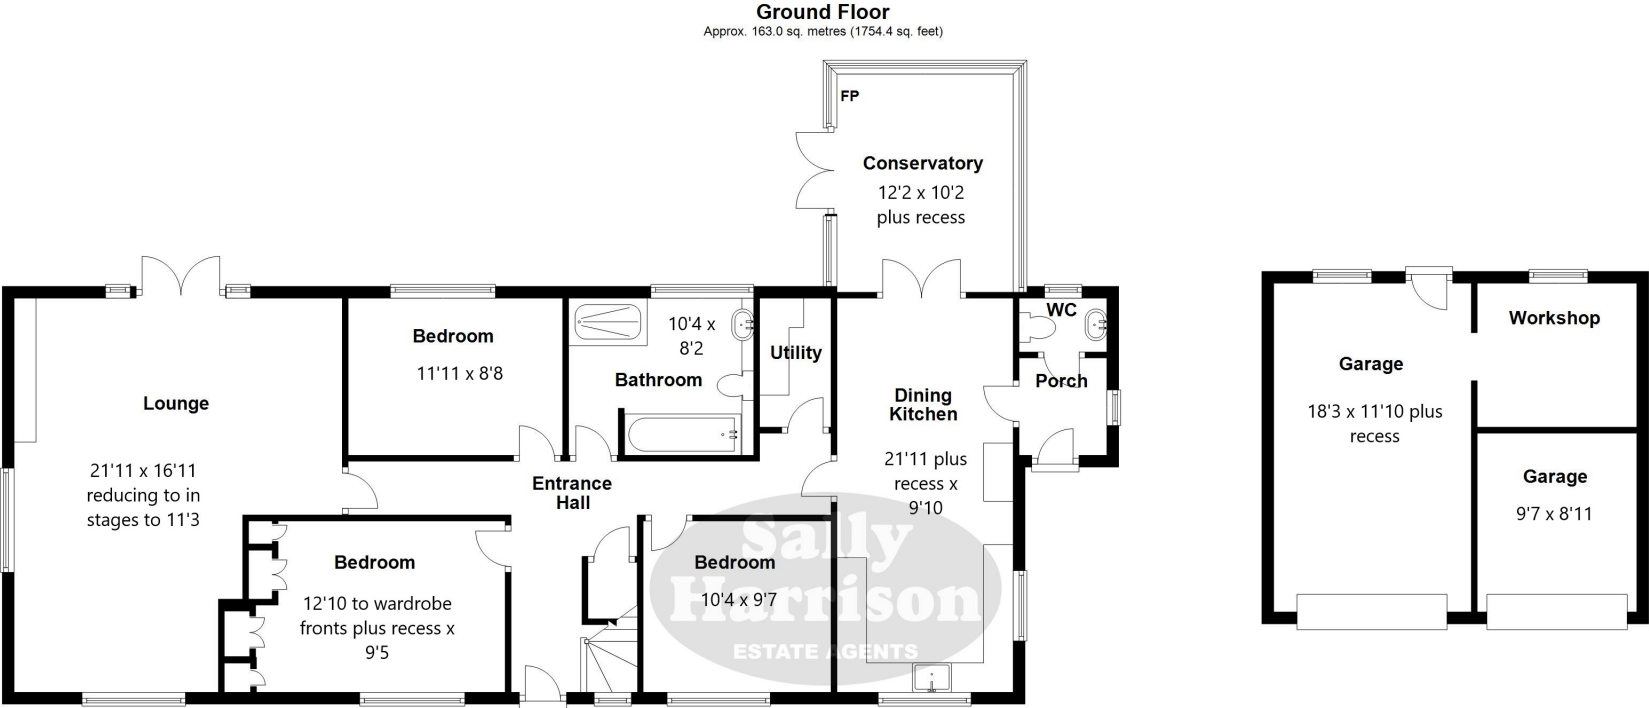 Ground Floor
Approx. 163.0 sq. metres (1754.4 sq. feet)
FP
Conservatory
12'2 x 10'2
plus recess
Lounge
21'11 x 16'11
reducing to in
stages to 11'3
Bedroom
11'11 x 8'8
10'4 x
8'2
Bathroom
Utility
Dining
Kitchen
21'11 plus
recess x
9'10
WC
Porch
Entrance
Hall
Bedroom
12'10 to wardrobe
fronts plus recess x
9'5
Bedroom
10'4 x 9'7
Sally
Harrison
ESTATE AGENTS
Garage
18'3 x 11'10 plus
recess
Workshop
Garage
9'7 x 8'11